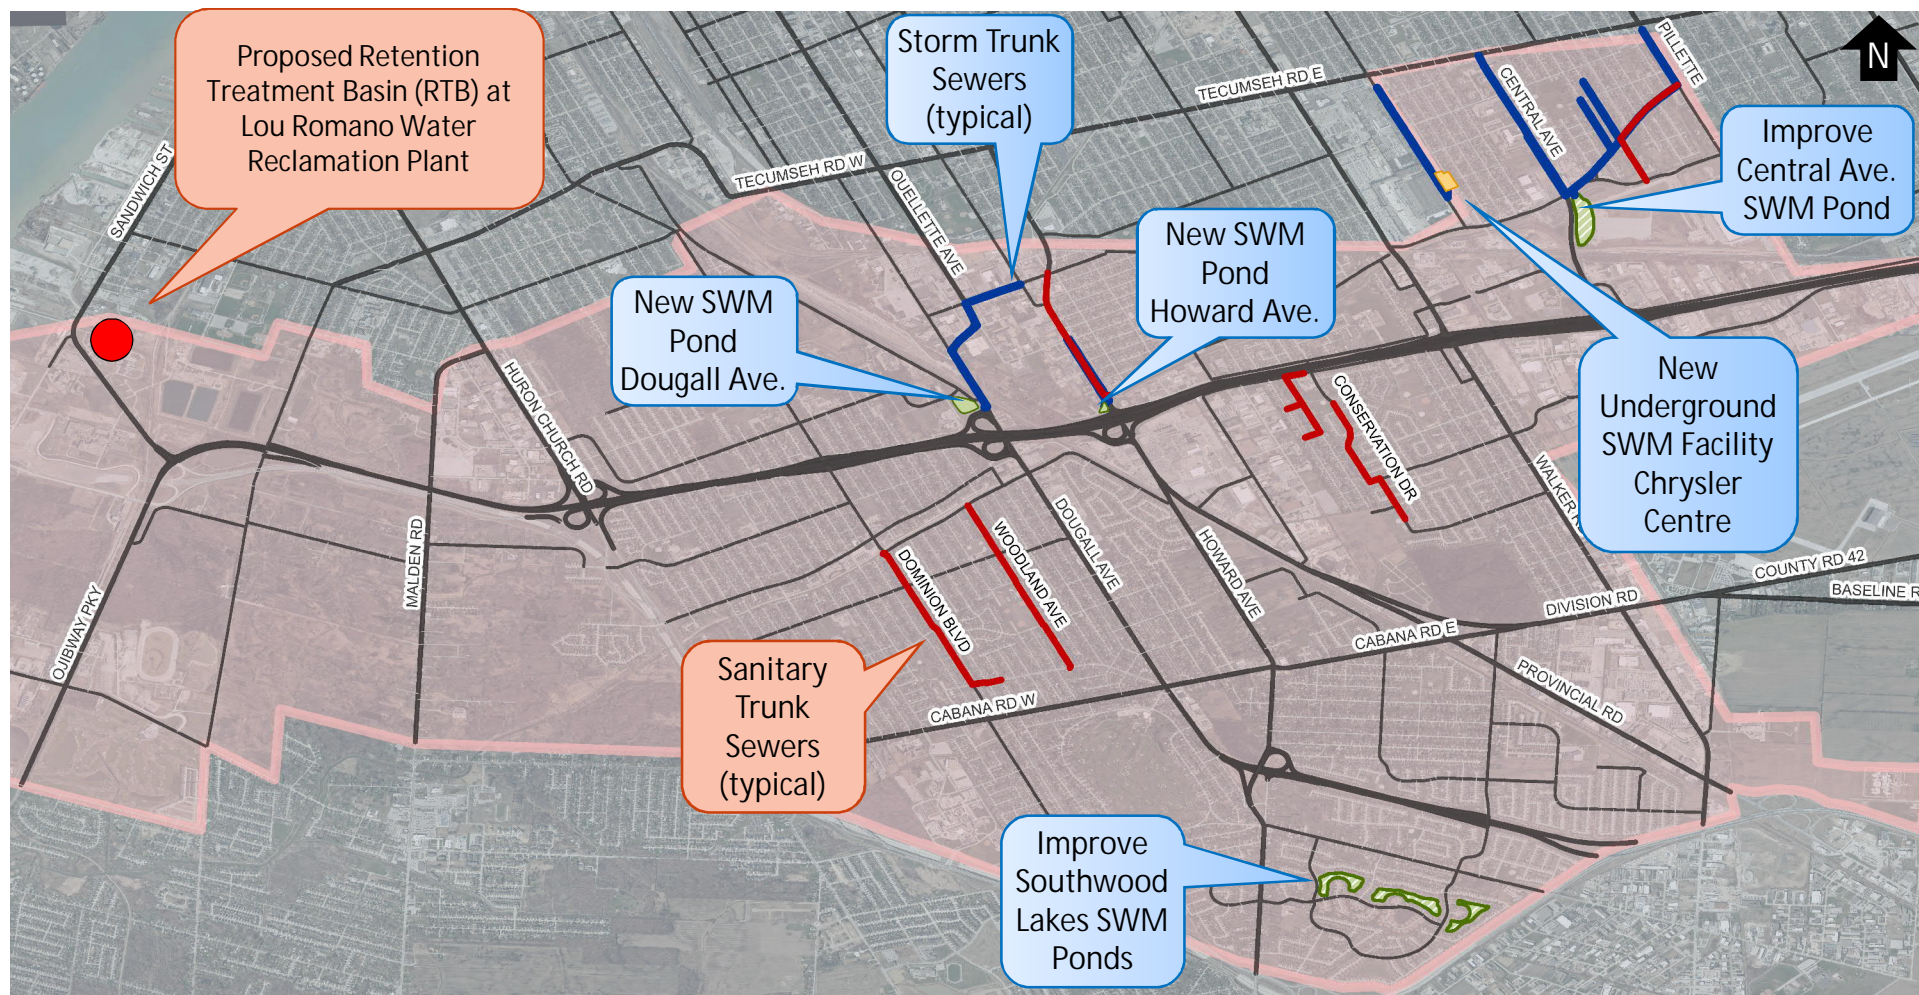 Proposed Retention
Treatment Basin (RTB) at
Lou Romano Water
Reclamation Plant
Storm Trunk
Sewers
(typical)
N
Improve
Central Ave.
SWM Pond
New SWM
Pond
Howard Ave.
New SWM
Pond
Dougall Ave.
New
Underground
SWM Facility
Chrysler
Centre
Sanitary
Trunk
Sewers
(typical)
Improve
Southwood
Lakes SWM
Ponds
SANDWICH ST
TECUMSEH RD W
TECUMSEH RD E
OUELLETTE AVE
CENTRAL AVE
PILLETTE
HURON CHURCH RD
MALDEN RD
OJIBWAY PKY
DOMINION BLVD
WOODLAND AVE
DOUGALL AVE
HOWARD AVE
CONSERVATION DR
WALKER R
CABANA RD W
CABANA RD E
DIVISION RD
COUNTY RD 42
BASELINE R
PROVINCIAL RD